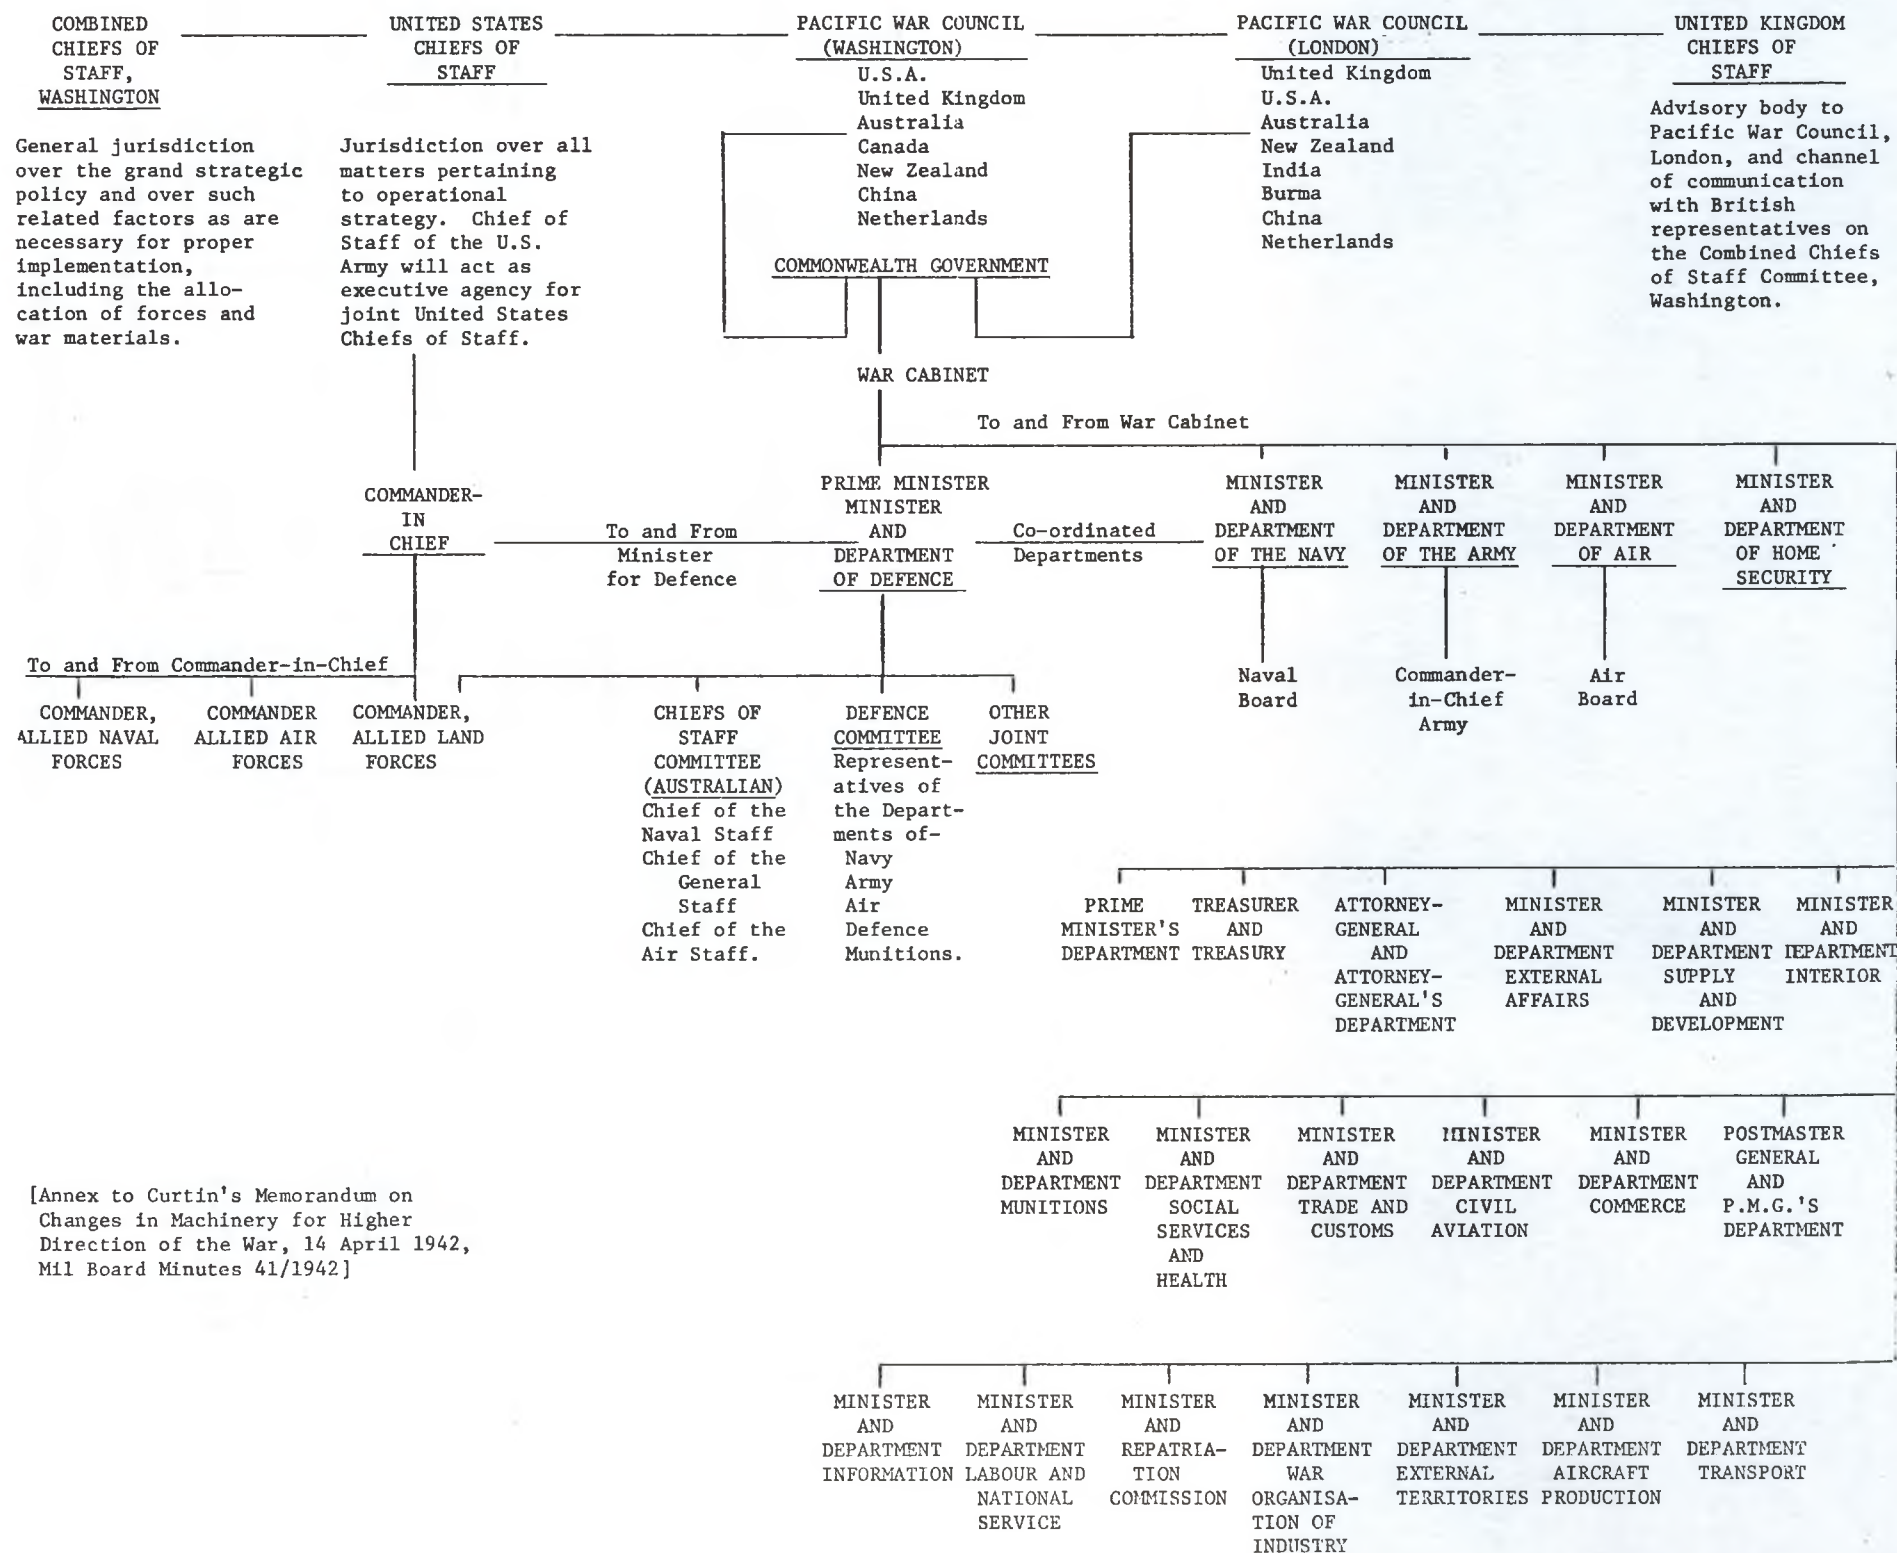 COMBINED
CHIEFS OF
STAFF,
WASHINGTON
General jurisdiction
over the grand strategic
policy and over such
related factors as are
necessary for proper
implementation,
including the allo-
cation of forces and
war materials.
UNITED STATES
CHIEFS OF
STAFF
Jurisdiction over all
matters pertaining
to operational
strategy. Chief of
Staff of the U.S.
Army will act as
executive agency for
joint United States
Chiefs of Staff.
PACIFIC WAR COUNCIL
(WASHINGTON)
U.S.A.
United Kingdom
Australia
Canada
New Zealand
China
Netherlands
PACIFIC WAR COUNCIL
(LONDON)
United Kingdom
U.S.A.
Australia
New Zealand
India
Burma
China
Netherlands
UNITED KINGDOM
CHIEFS OF
STAFF
Advisory body to
Pacific War Council,
London, and channel
of communication
with British
representatives on
the Combined Chiefs
of Staff Committee,
Washington.
COMMONWEALTH GOVERNMENT
WAR CABINET
To and From War Cabinet
COMMANDER-
IN
CHIEF
To and From
Minister
for Defence
PRIME MINISTER
MINISTER
AND
DEPARTMENT
OF DEFENCE
Co-ordinated
Departments
MINISTER
AND
DEPARTMENT
OF THE NAVY
MINISTER
AND
DEPARTMENT
OF THE ARMY
MINISTER
AND
DEPARTMENT
OF AIR
MINISTER
AND
DEPARTMENT
OF HOME
SECURITY
Naval
Board
Commander-
in-Chief
Army
Air
Board
To and From Commander-in-Chief
COMMANDER,
ALLIED NAVAL
FORCES
COMMANDER
ALLIED AIR
FORCES
COMMANDER,
ALLIED LAND
FORCES
CHIEFS OF
STAFF
COMMITTEE
(AUSTRALIAN)
Chief of the
Naval Staff
Chief of the
General
Staff
Chief of the
Air Staff.
DEFENCE
COMMITTEE
Represent-
atives of
the Depart-
ments of-
Navy
Army
Air
Defence
Munitions.
OTHER
JOINT
COMMITTEES
PRIME
MINISTER'S
DEPARTMENT
TREASURER
AND
TREASURY
ATTORNEY-
GENERAL
AND
ATTORNEY-
GENERAL'S
DEPARTMENT
MINISTER
AND
DEPARTMENT
EXTERNAL
AFFAIRS
MINISTER
AND
DEPARTMENT
SUPPLY
AND
DEVELOPMENT
MINISTER
AND
DEPARTMENT
INTERIOR
MINISTER
AND
DEPARTMENT
MUNITIONS
MINISTER
AND
DEPARTMENT
SOCIAL
SERVICES
AND
HEALTH
MINISTER
AND
DEPARTMENT
TRADE AND
CUSTOMS
MINISTER
AND
DEPARTMENT
CIVIL
AVIATION
MINISTER
AND
DEPARTMENT
COMMERCE
POSTMASTER
GENERAL
AND
P.M.G.'S
DEPARTMENT
[Annex to Curtin's Memorandum on
Changes in Machinery for Higher
Direction of the War, 14 April 1942,
Mil Board Minutes 41/1942]
MINISTER
AND
DEPARTMENT
INFORMATION
MINISTER
AND
DEPARTMENT
LABOUR AND
NATIONAL
SERVICE
MINISTER
AND
REPATRIA-
TION
COMMISSION
MINISTER
AND
DEPARTMENT
WAR
ORGANISA-
TION OF
INDUSTRY
MINISTER
AND
DEPARTMENT
EXTERNAL
TERRITORIES
MINISTER
AND
DEPARTMENT
AIRCRAFT
PRODUCTION
MINISTER
AND
DEPARTMENT
TRANSPORT